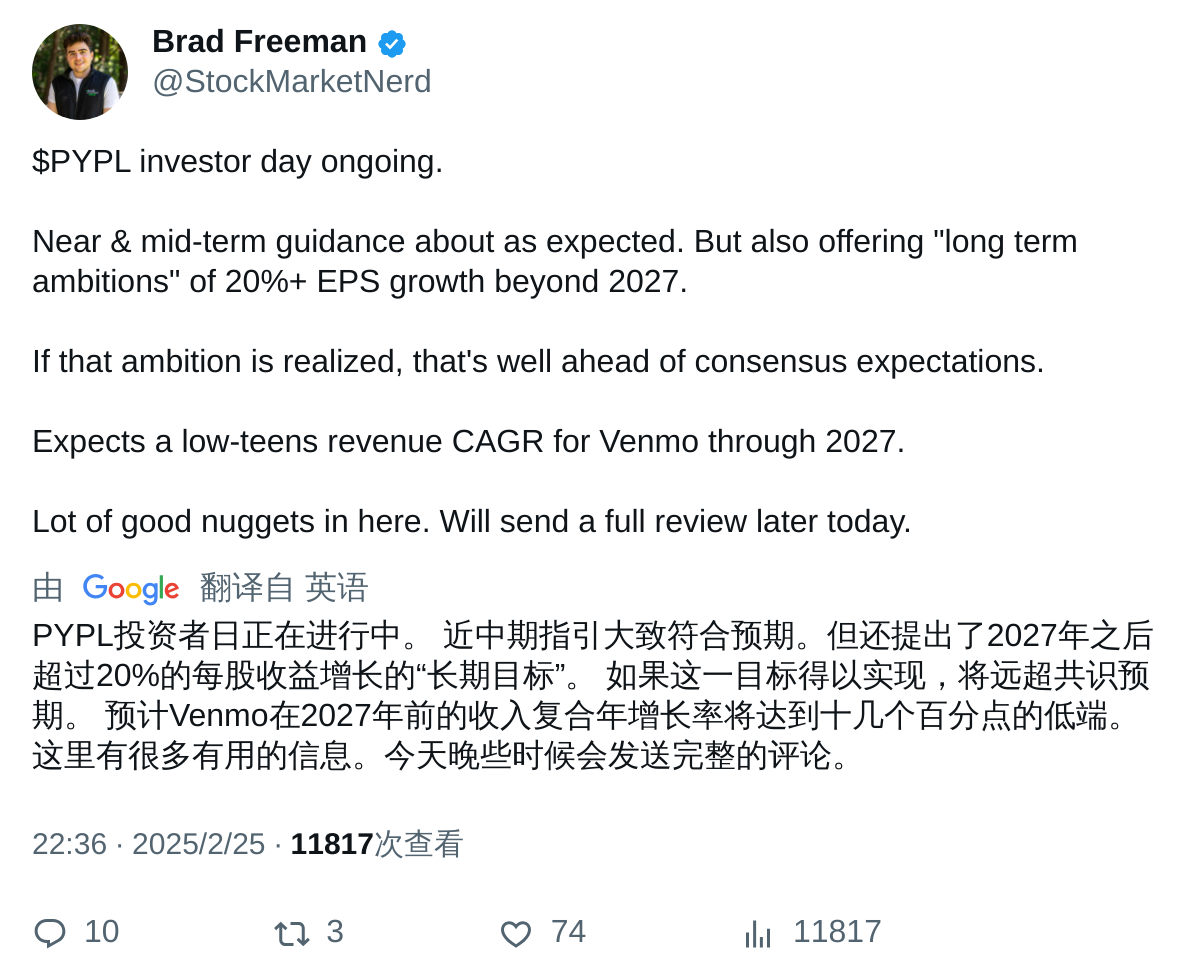 Brad Freeman
@StockMarketNerd
$PYPL investor day ongoing.
Near & mid-term guidance about as expected. But also offering "long term
ambitions" of 20%+ EPS growth beyond 2027.
If that ambition is realized, that's well ahead of consensus expectations.
Expects a low-teens revenue CAGR for Venmo through 2027.
Lot of good nuggets in here. Will send a full review later today.
由 Google 翻译自 英语
PYPL投资者日正在进行中。 近中期指引大致符合预期。但还提出了2027年之后
超过20%的每股收益增长的“长期目标”。 如果这一目标得以实现，将远超共识预
期。 预计Venmo在2027年前的收入复合年增长率将达到十几个百分点的低端。
这里有很多有用的信息。今天晚些时候会发送完整的评论。
22:36 · 2025/2/25 · 11817次查看
10 3 74 11817